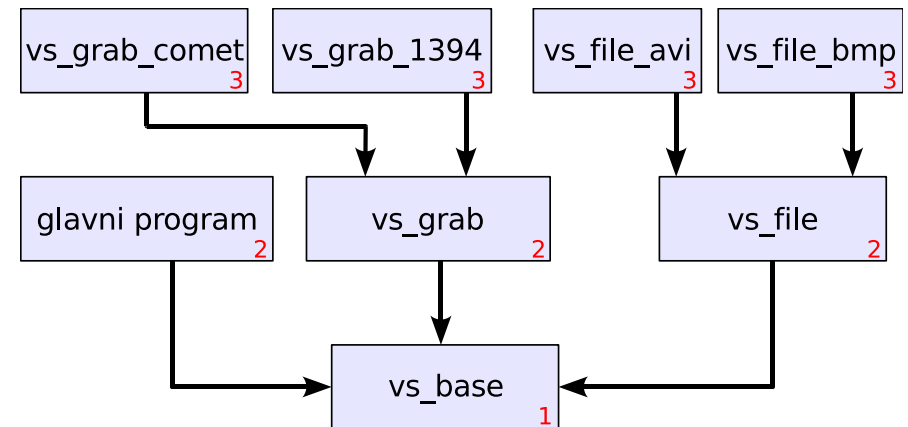 vs_grab_comet
3
vs_grab_1394
3
vs_file_avi
3
vs_file_bmp
3
glavni program
2
vs_grab
2
vs_file
2
vs_base
1